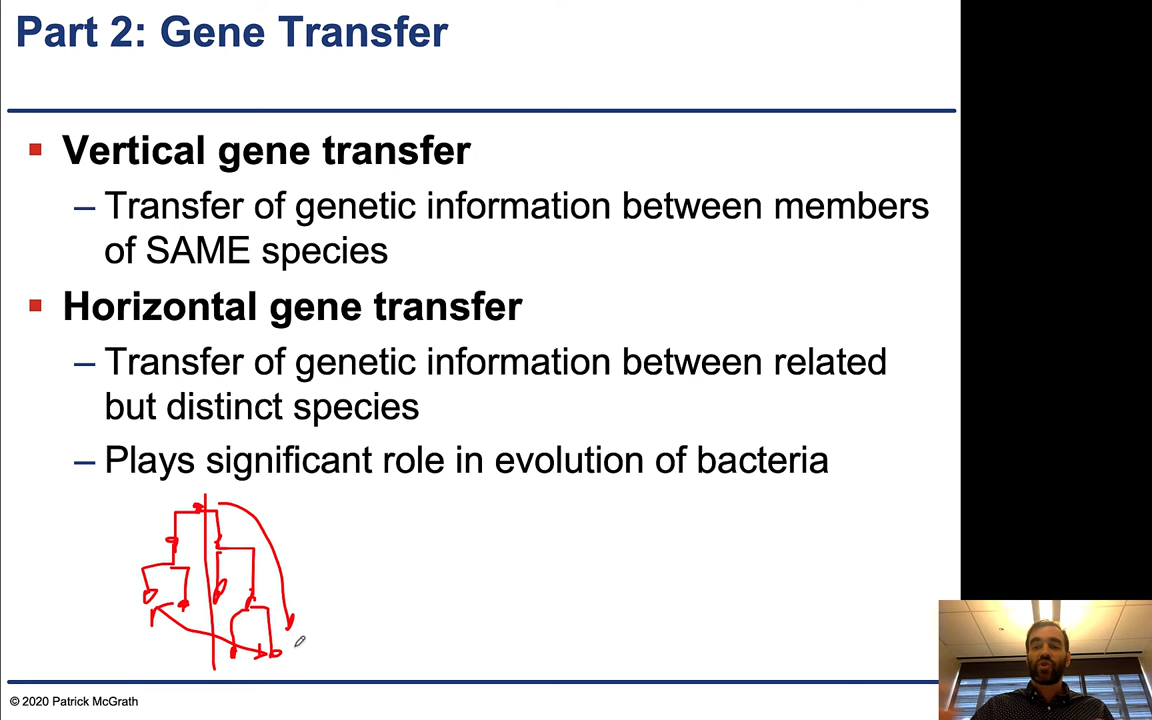 Part 2: Gene Transfer
▪ Vertical gene transfer
– Transfer of genetic information between members
of SAME species
▪ Horizontal gene transfer
– Transfer of genetic information between related
but distinct species
– Plays significant role in evolution of bacteria
© 2020 Patrick McGrath